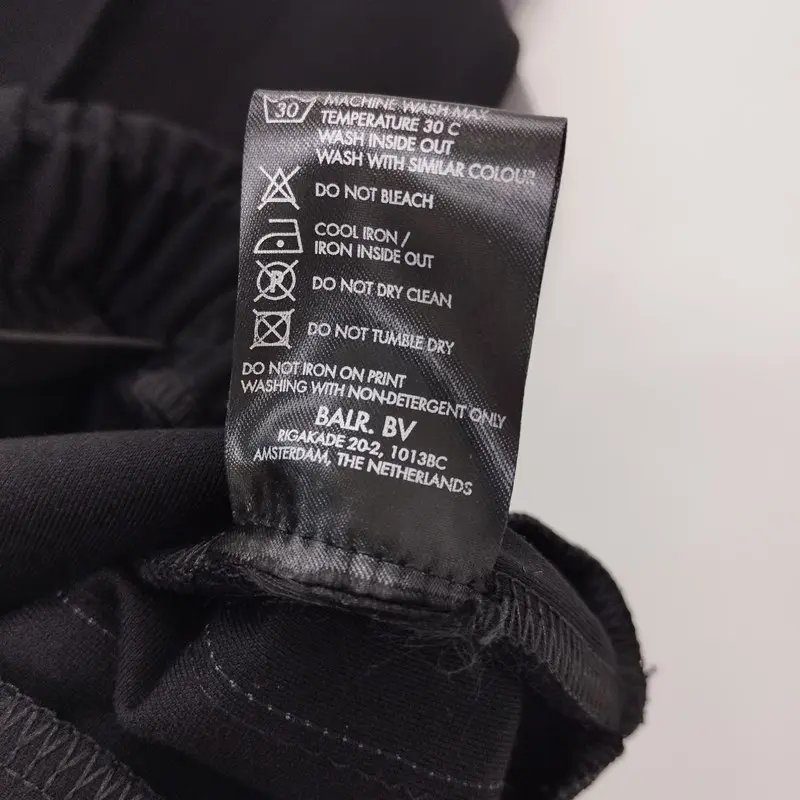 30 MACHINE WASH MAX
TEMPERATURE 30 C
WASH INSIDE OUT
WASH WITH SIMILAR COLOUR
DO NOT BLEACH
COOL IRON /
IRON INSIDE OUT
P DO NOT DRY CLEAN
DO NOT TUMBLE DRY
DO NOT IRON ON PRINT
WASHING WITH NON-DETERGENT ONLY
BALR. BV
RIGAKADE 20-2, 1013BC
AMSTERDAM, THE NETHERLANDS